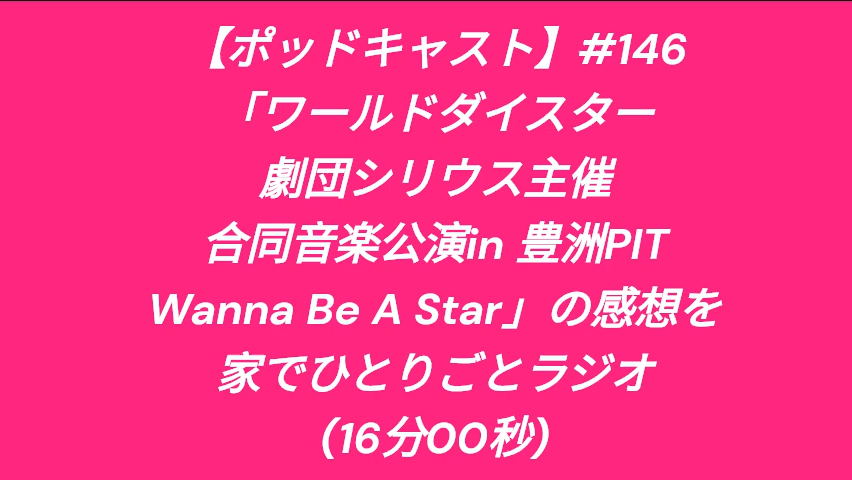 【ポッドキャスト】#146
「ワールドダイスター
劇団シリウス主催
合同音楽公演in 豊洲PIT
Wanna Be A Star」の感想を
家でひとりごとラジオ
(16分00秒)